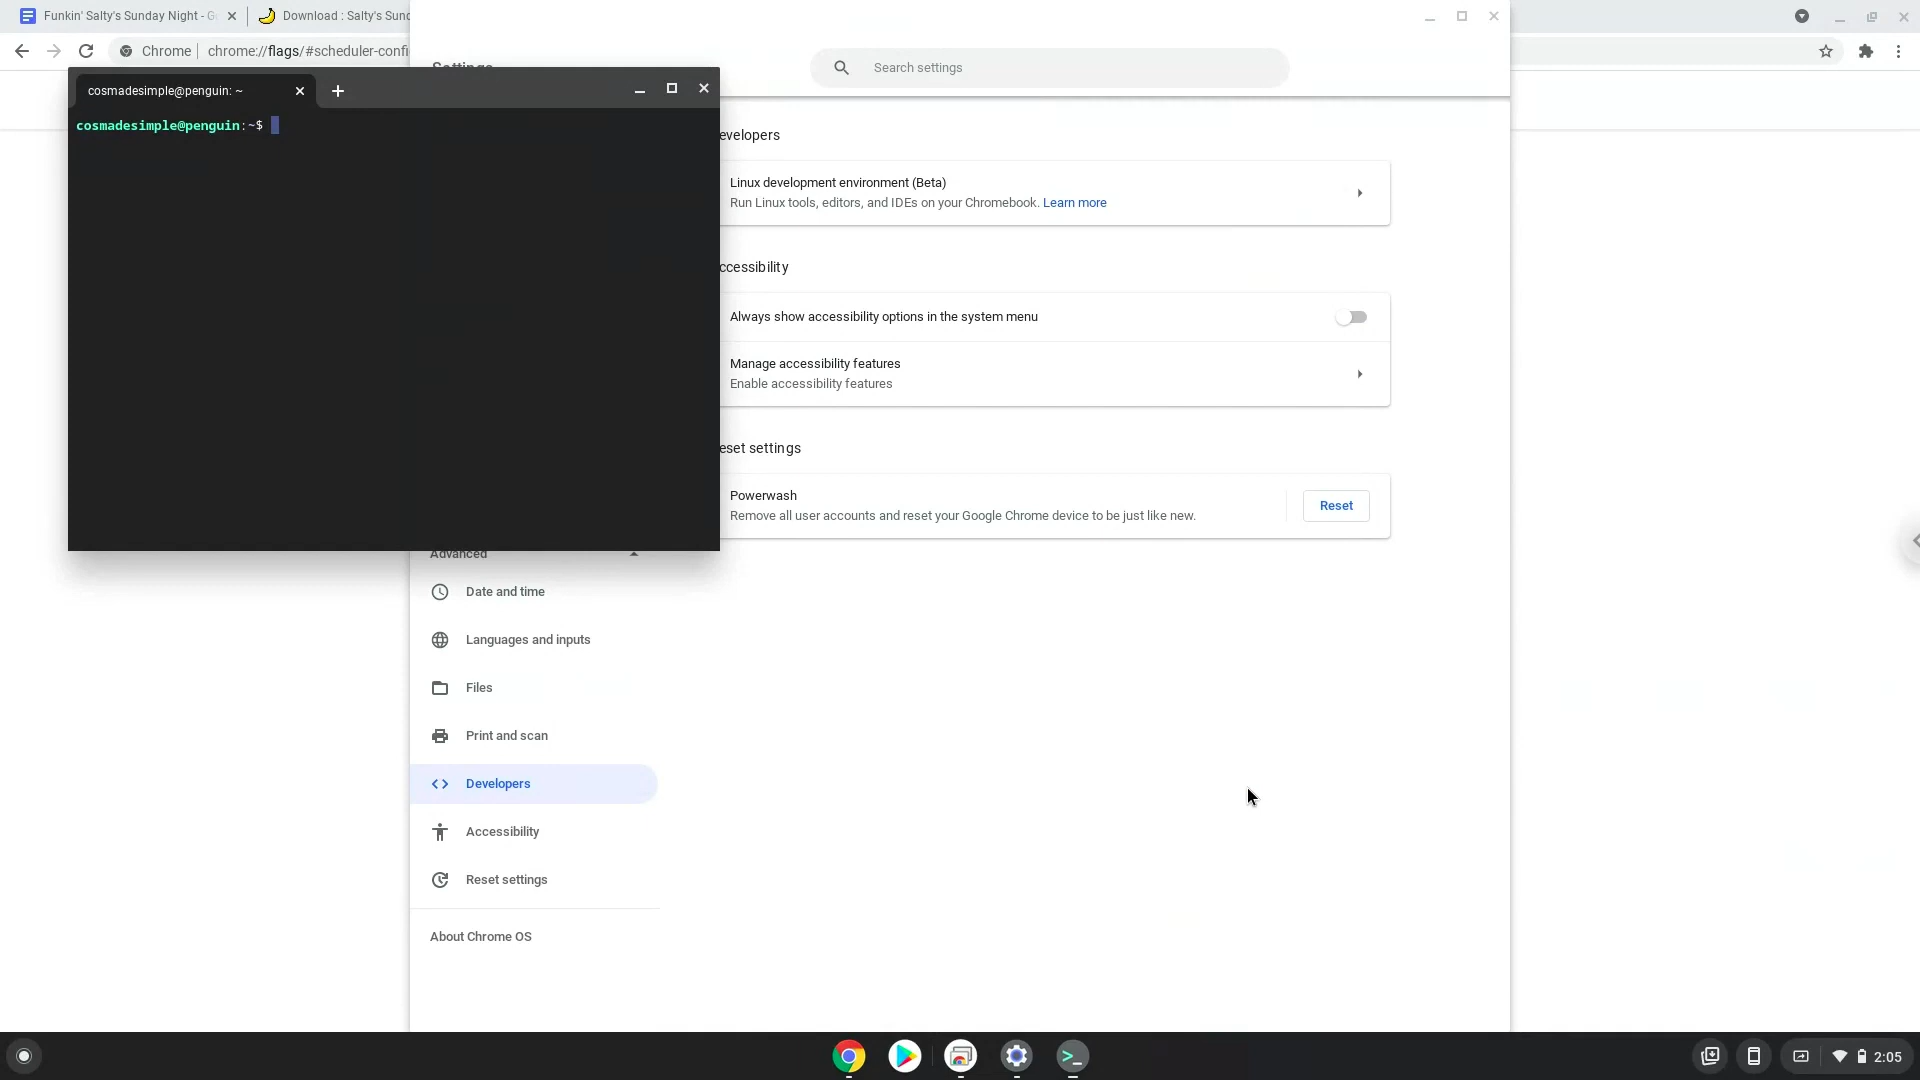 Funkin' Salty's Sunday Night - G
Download : Salty's Sund
Chrome
chrome://flags/#scheduler-confi
Settings
Search settings
cosmadesimple@penguin: ~
cosmadesimple@penguin:~$
evelopers
Linux development environment (Beta)
Run Linux tools, editors, and IDEs on your Chromebook. Learn more
ccessibility
Always show accessibility options in the system menu
Manage accessibility features
Enable accessibility features
eset settings
Powerwash
Remove all user accounts and reset your Google Chrome device to be just like new.
Reset
Advanced
Date and time
Languages and inputs
Files
Print and scan
Developers
Accessibility
Reset settings
About Chrome OS
2:05